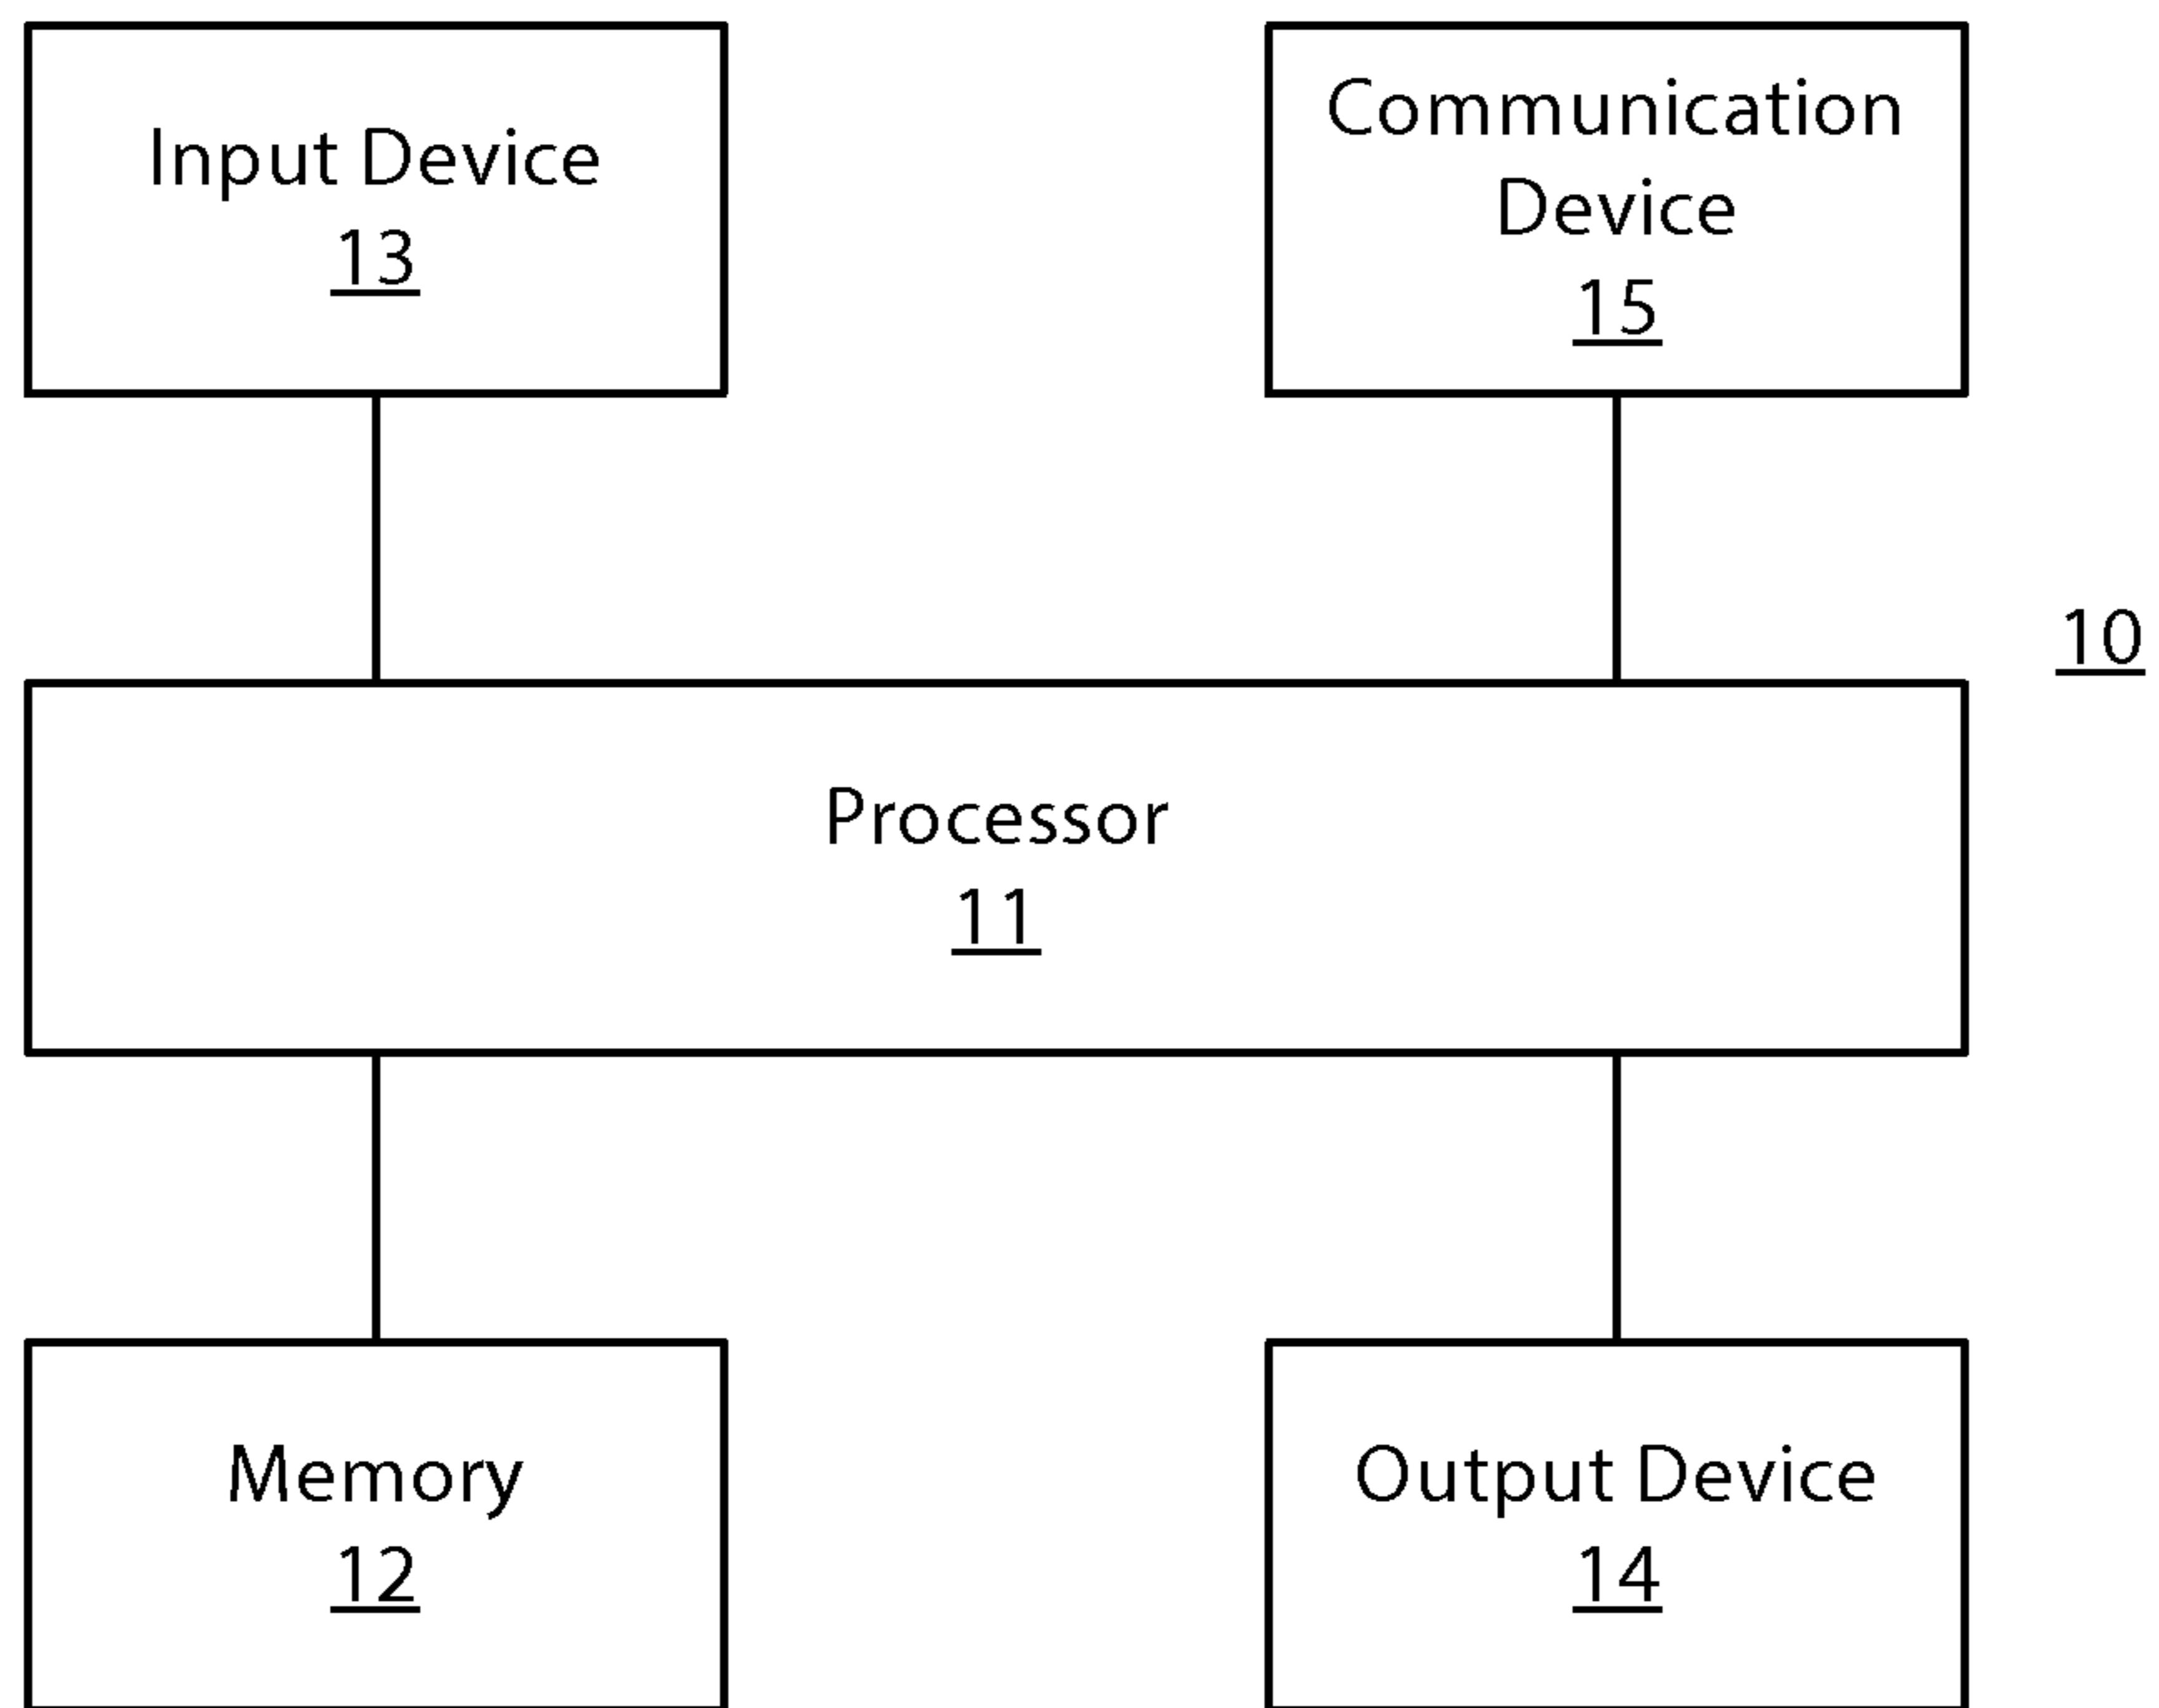 Input Device
13
Communication
Device
15
10
Processor
11
Memory
12
Output Device
14